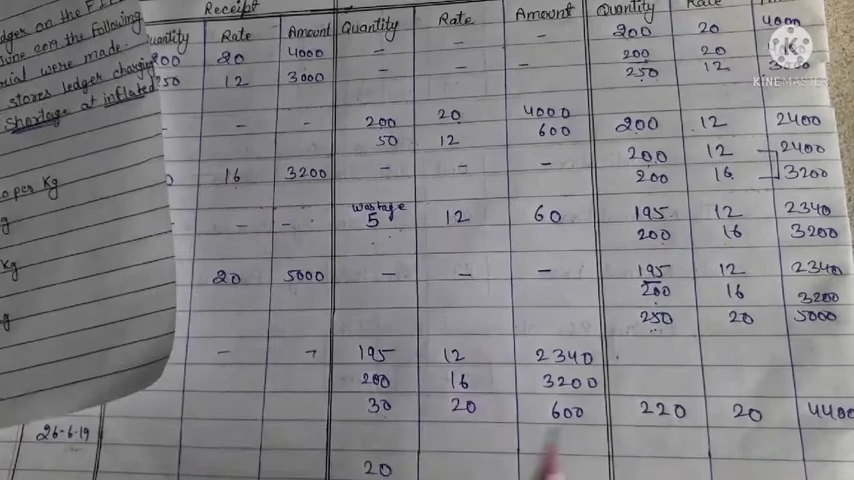 Receipt
Quantity Rate Amount Quantity Rate Amount Quantity Rate
dger on the
June con the following
rial were made.
stores ledger charging
shortage at inflated
o per Kg
g
Kg
g
200 20 4000
200 20 4000 - - - 200 20
250 12 3000 - - - 250 12 3000
- - 200 20 4000
50 12 600 200 12 2400
200 12 2400
16 3200 - - - 200 16 3200
wastage
- - 5 12 60 195 12 2340
200 16 3200
20 5000 - - - 195 12 2340
200 16 3200
250 20 5000
- - 195 12 2340
200 16 3200
30 20 600 220 20 4400
26-6-19
20
KINEMASTER